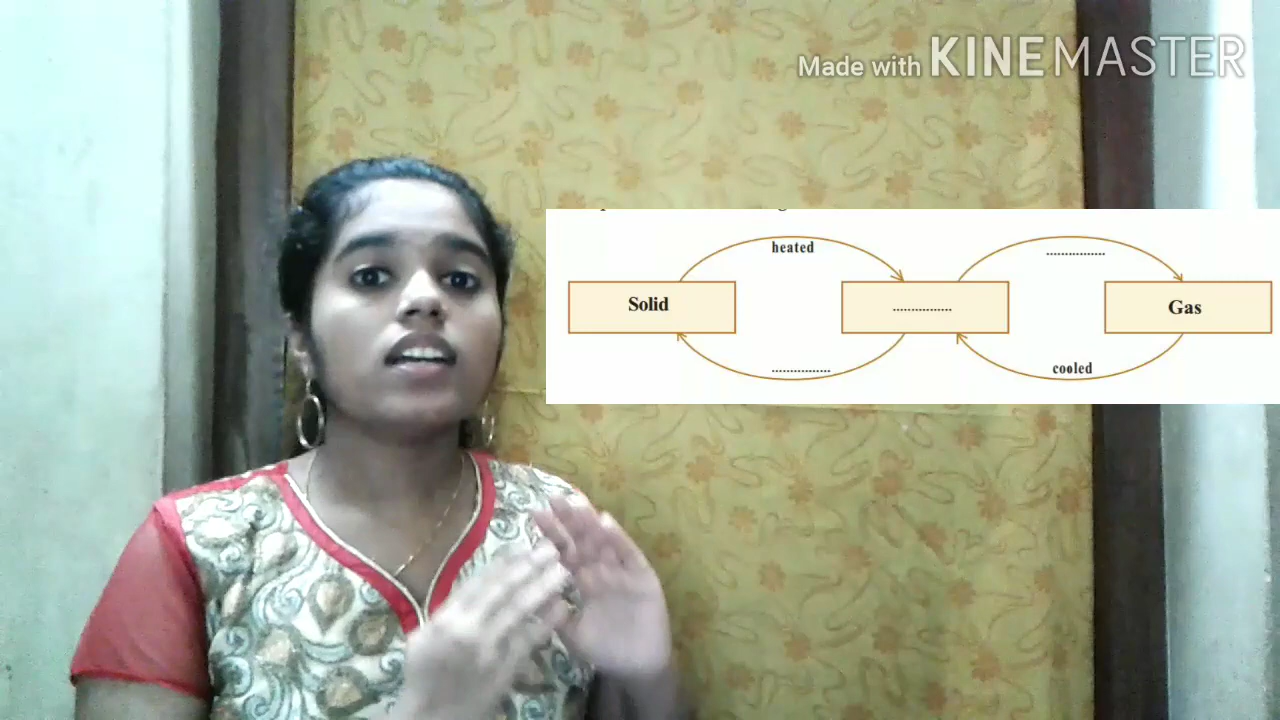 Made with KINEMASTER
heated
................
Solid
................
Gas
................
cooled